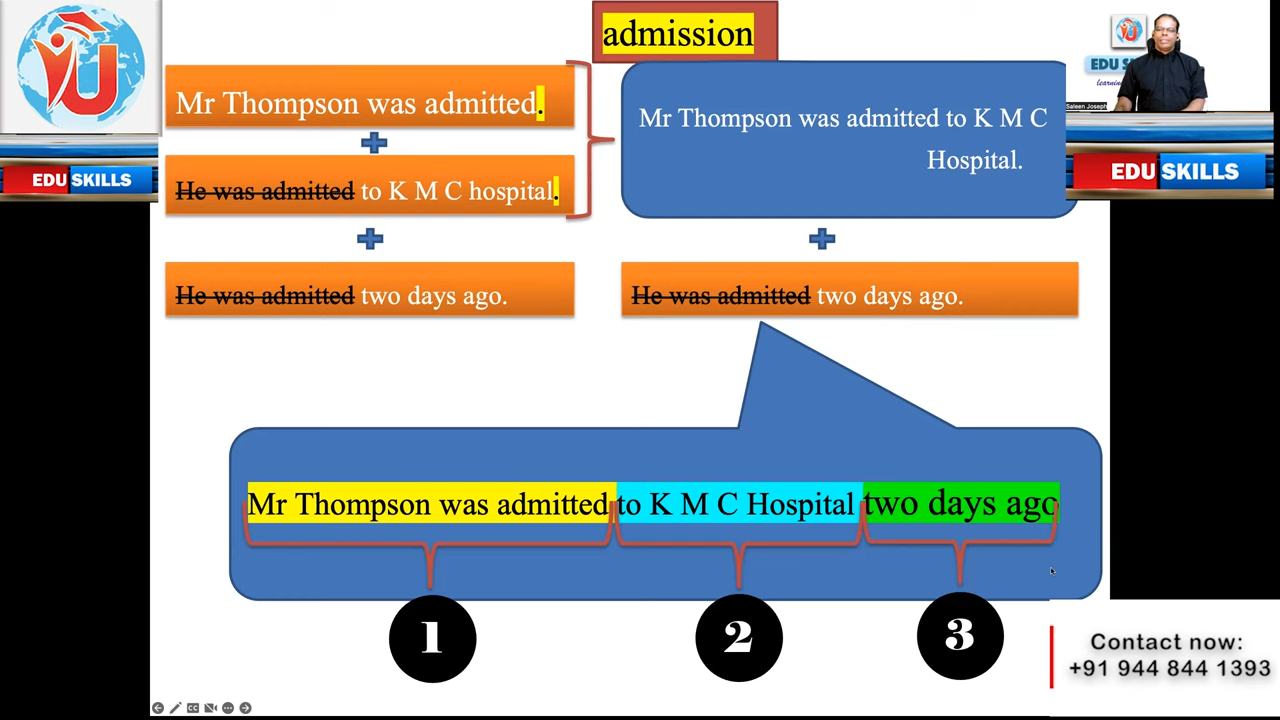 admission
Mr Thompson was admitted.
He was admitted to K M C hospital.
He was admitted two days ago.
Mr Thompson was admitted to K M C
Hospital.
He was admitted two days ago.
Mr Thompson was admitted to K M C Hospital two days ago
1
2
3
EDU SKILLS
Saleen Joseph
EDU SKILLS
Contact now:
+91 944 844 1393